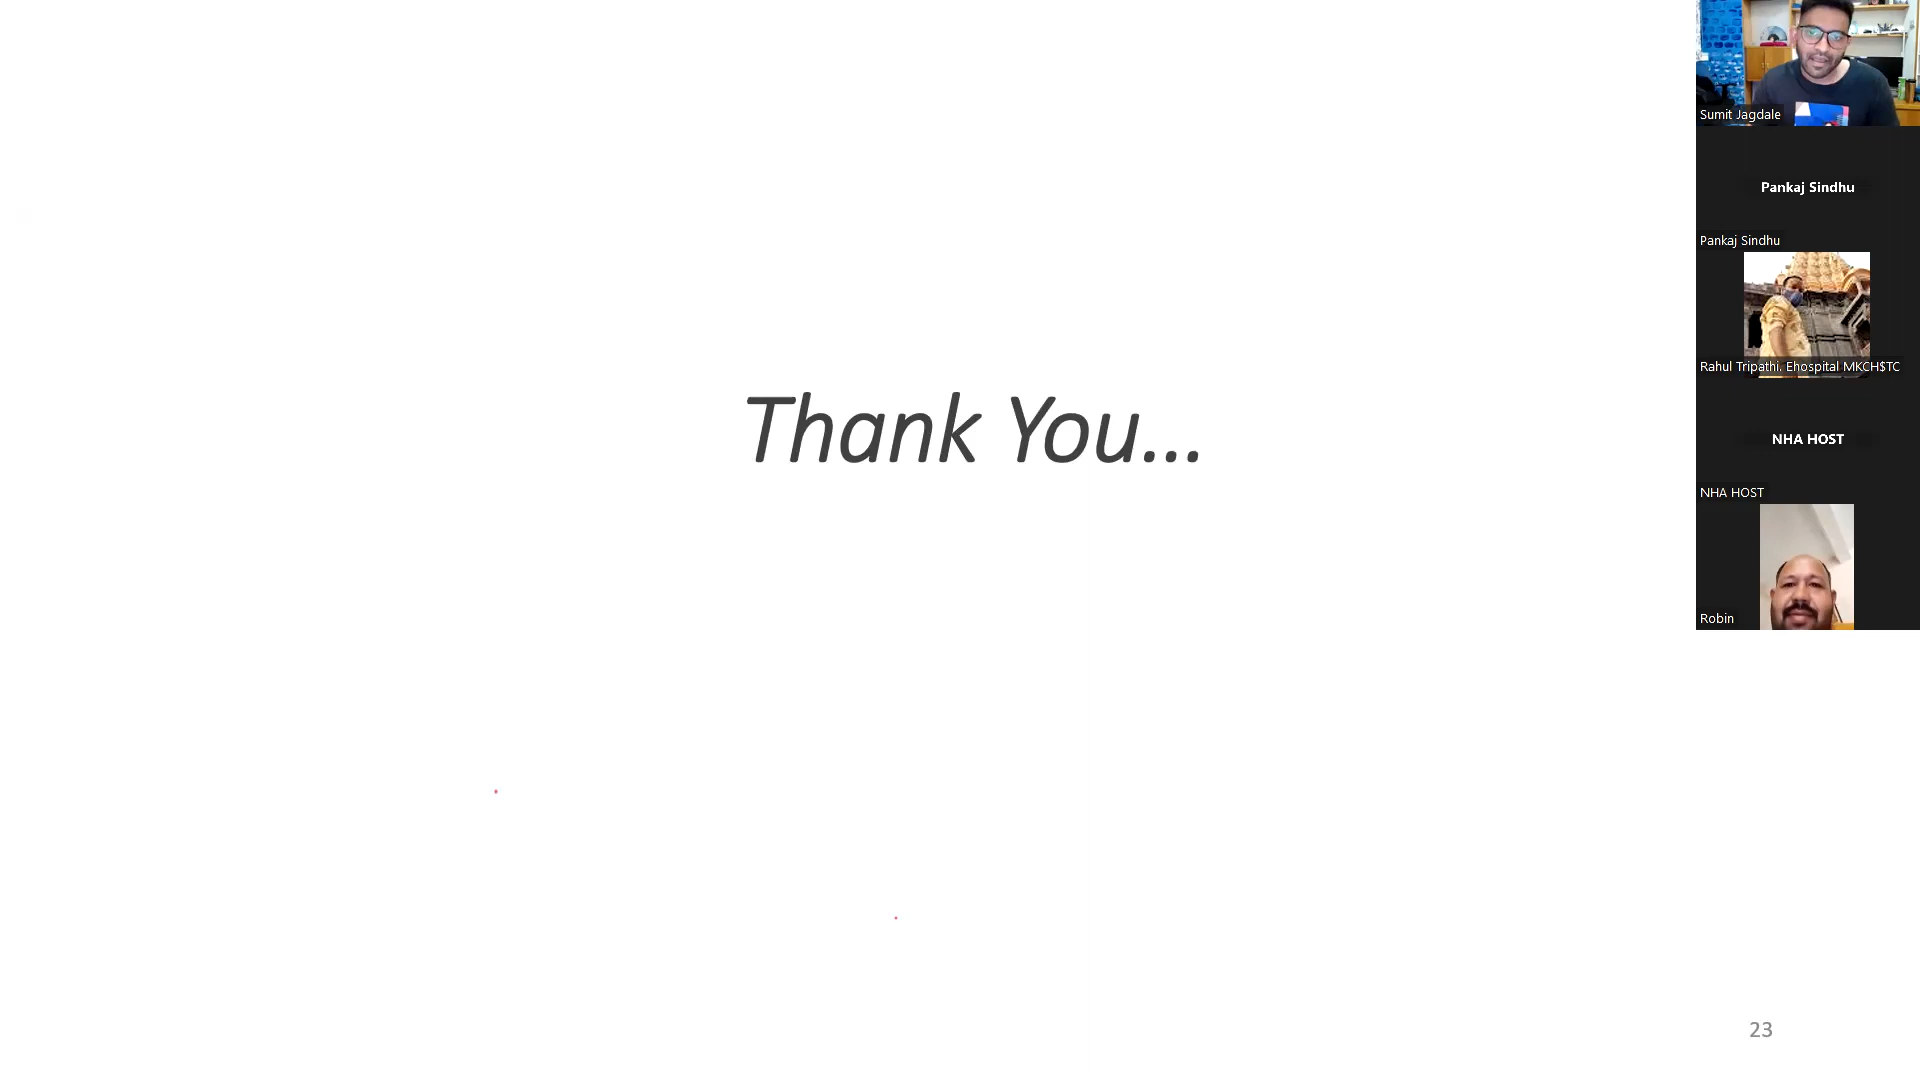 Thank You...
Sumit Jagdale
Pankaj Sindhu
Pankaj Sindhu
Rahul Tripathi. Ehospital MKCH$TC
NHA HOST
NHA HOST
Robin
23